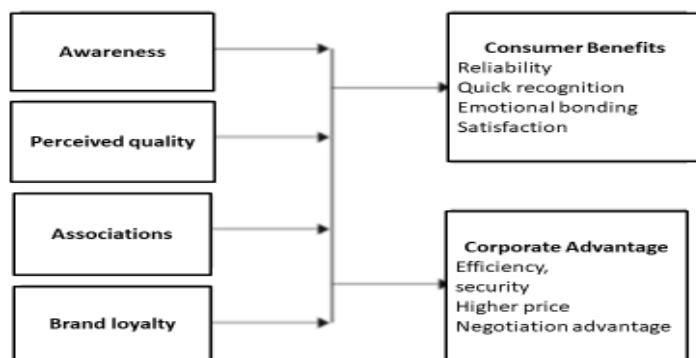 Awareness
Perceived quality
Associations
Brand loyalty
Consumer Benefits
Reliability
Quick recognition
Emotional bonding
Satisfaction
Corporate Advantage
Efficiency,
security
Higher price
Negotiation advantage